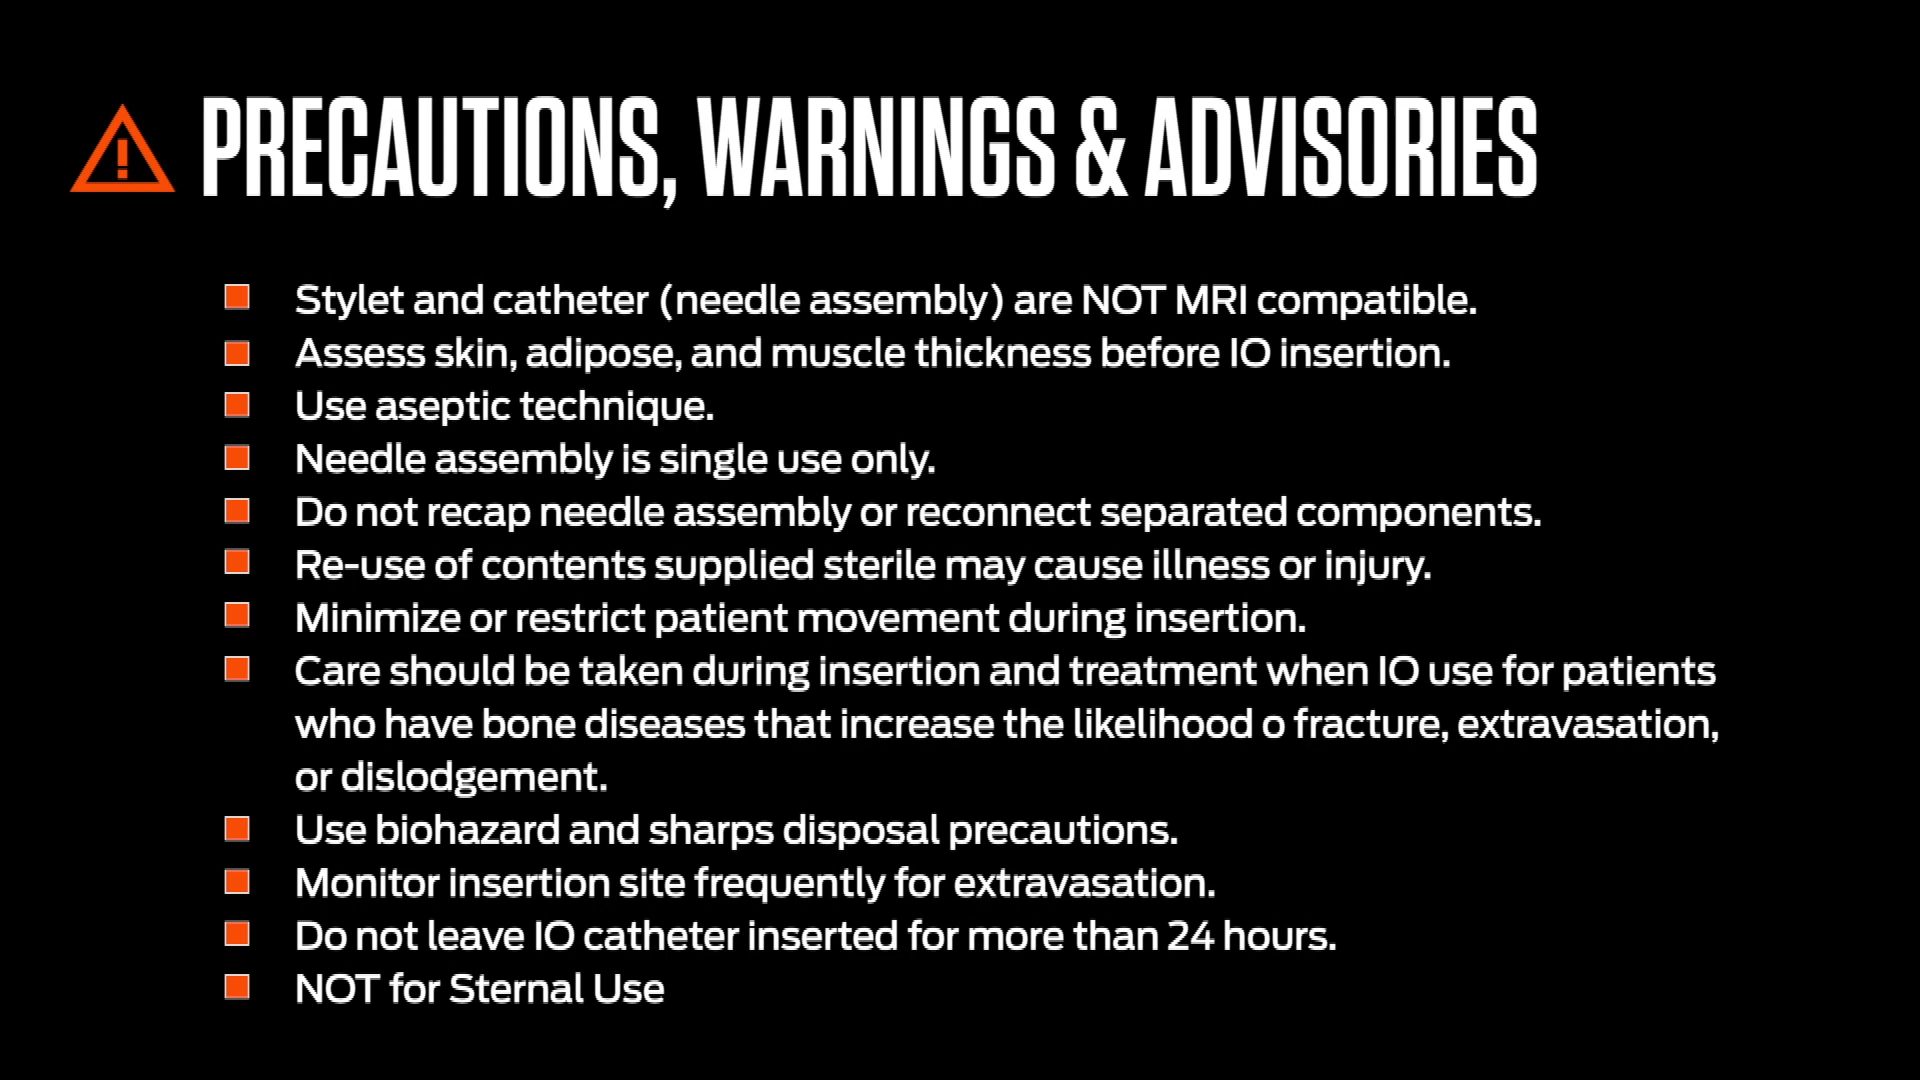 PRECAUTIONS, WARNINGS & ADVISORIES
Stylet and catheter (needle assembly) are NOT MRI compatible.
Assess skin, adipose, and muscle thickness before IO insertion.
Use aseptic technique.
Needle assembly is single use only.
Do not recap needle assembly or reconnect separated components.
Re-use of contents supplied sterile may cause illness or injury.
Minimize or restrict patient movement during insertion.
Care should be taken during insertion and treatment when IO use for patients
who have bone diseases that increase the likelihood o fracture, extravasation,
or dislodgement.
Use biohazard and sharps disposal precautions.
Monitor insertion site frequently for extravasation.
Do not leave IO catheter inserted for more than 24 hours.
NOT for Sternal Use